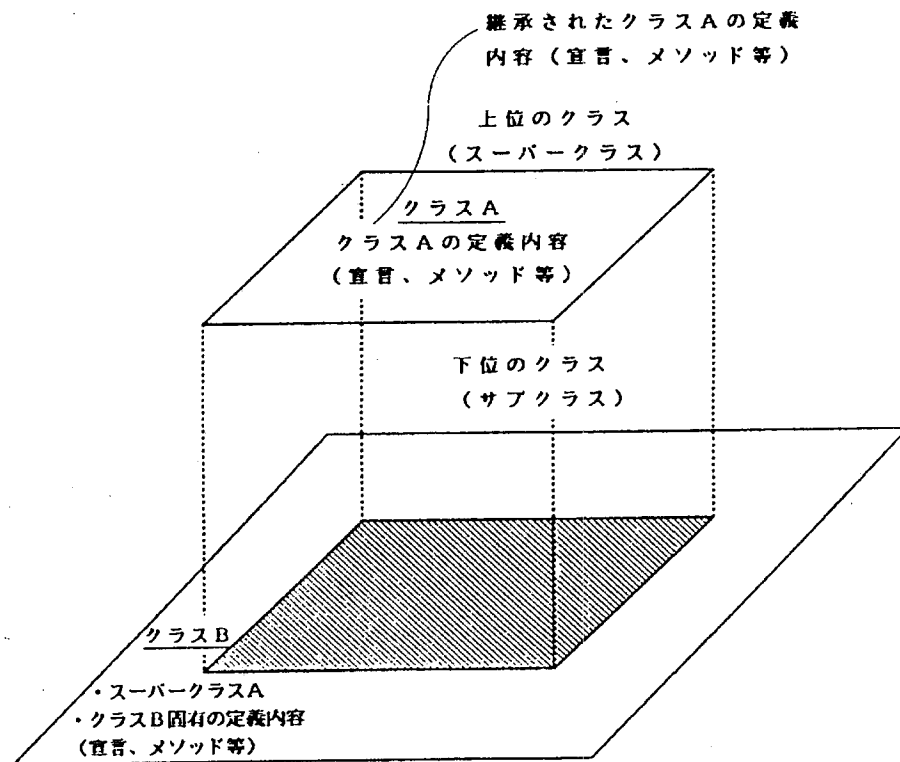 継承されたクラスAの定義
内容(宣言、メソッド等)
上位のクラス
(スーパークラス)
クラスA
クラスAの定義内容
(宣言、メソッド等)
下位のクラス
(サブクラス)
クラスB
・スーパークラスA
・クラスB固有の定義内容
(宣言、メソッド等)